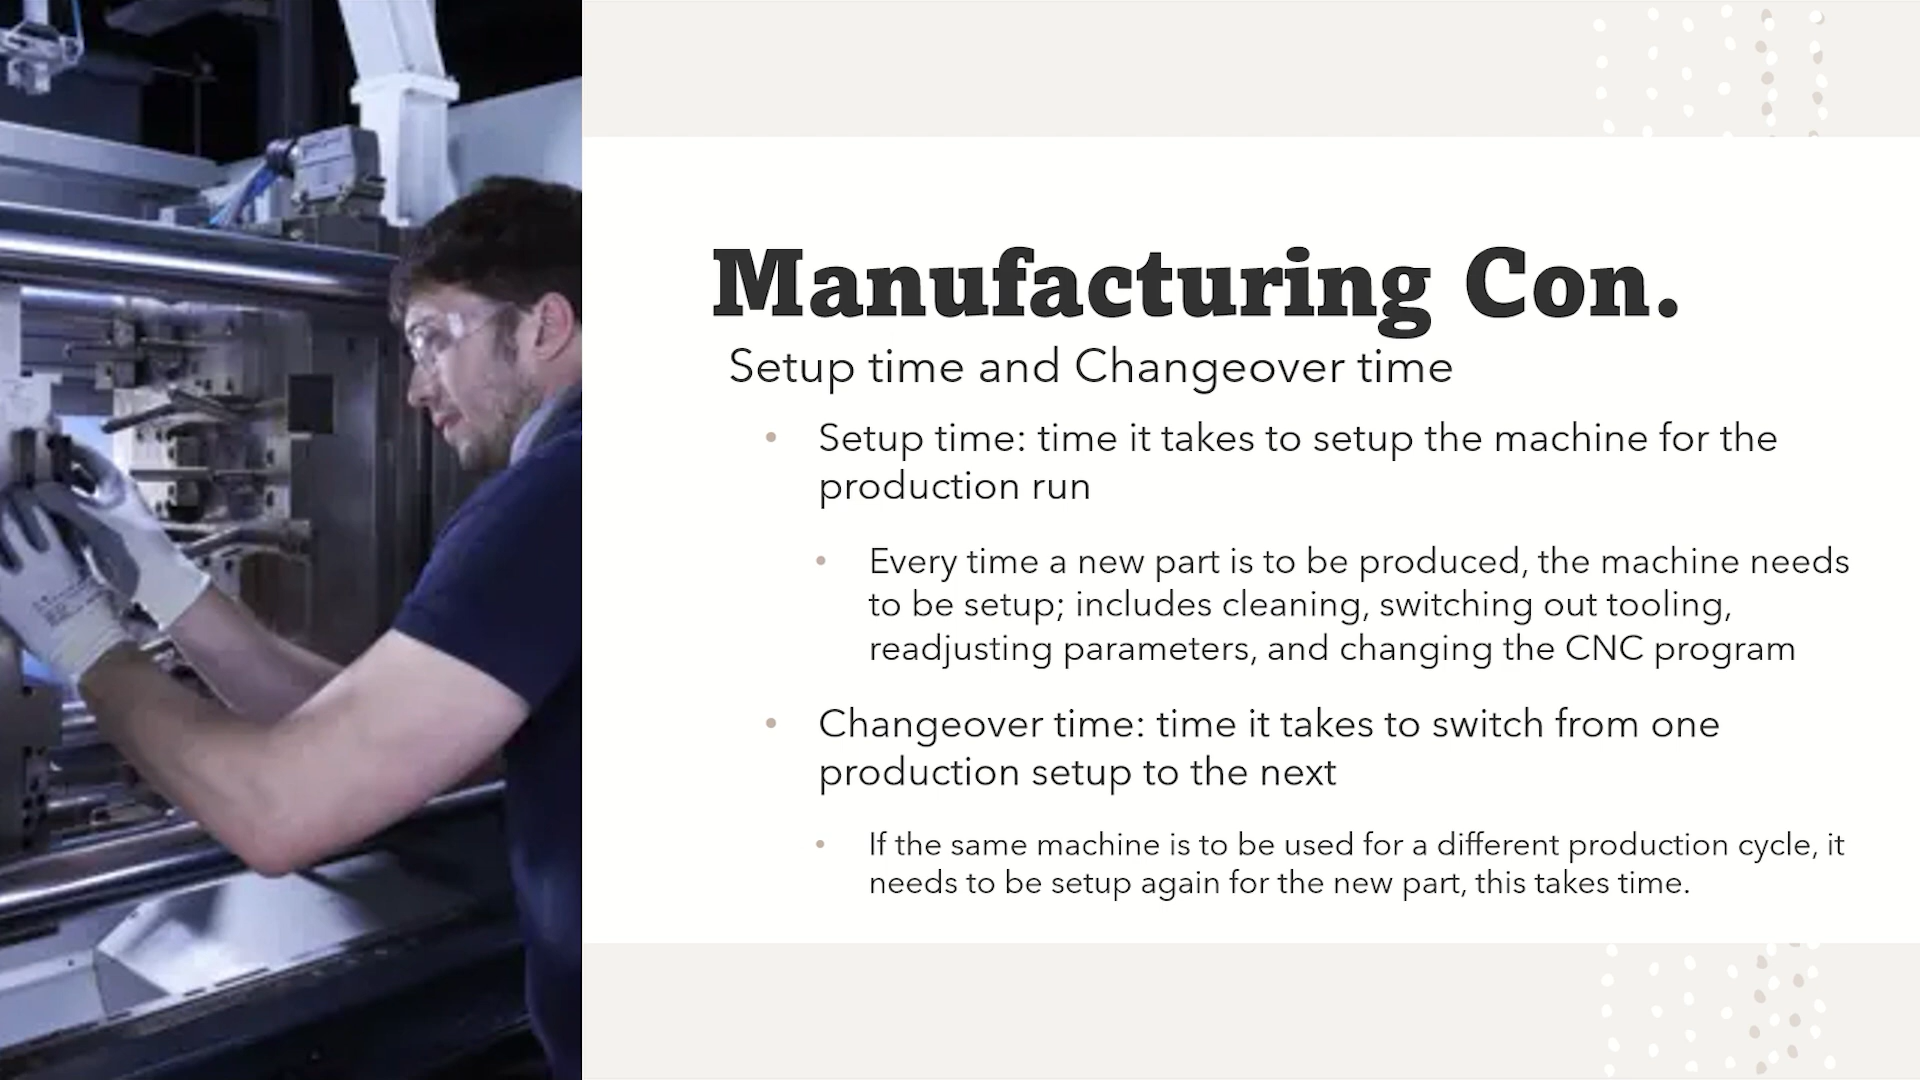 Manufacturing Con.
Setup time and Changeover time
• Setup time: time it takes to setup the machine for the
production run
• Every time a new part is to be produced, the machine needs
to be setup; includes cleaning, switching out tooling,
readjusting parameters, and changing the CNC program
• Changeover time: time it takes to switch from one
production setup to the next
• If the same machine is to be used for a different production cycle, it
needs to be setup again for the new part, this takes time.